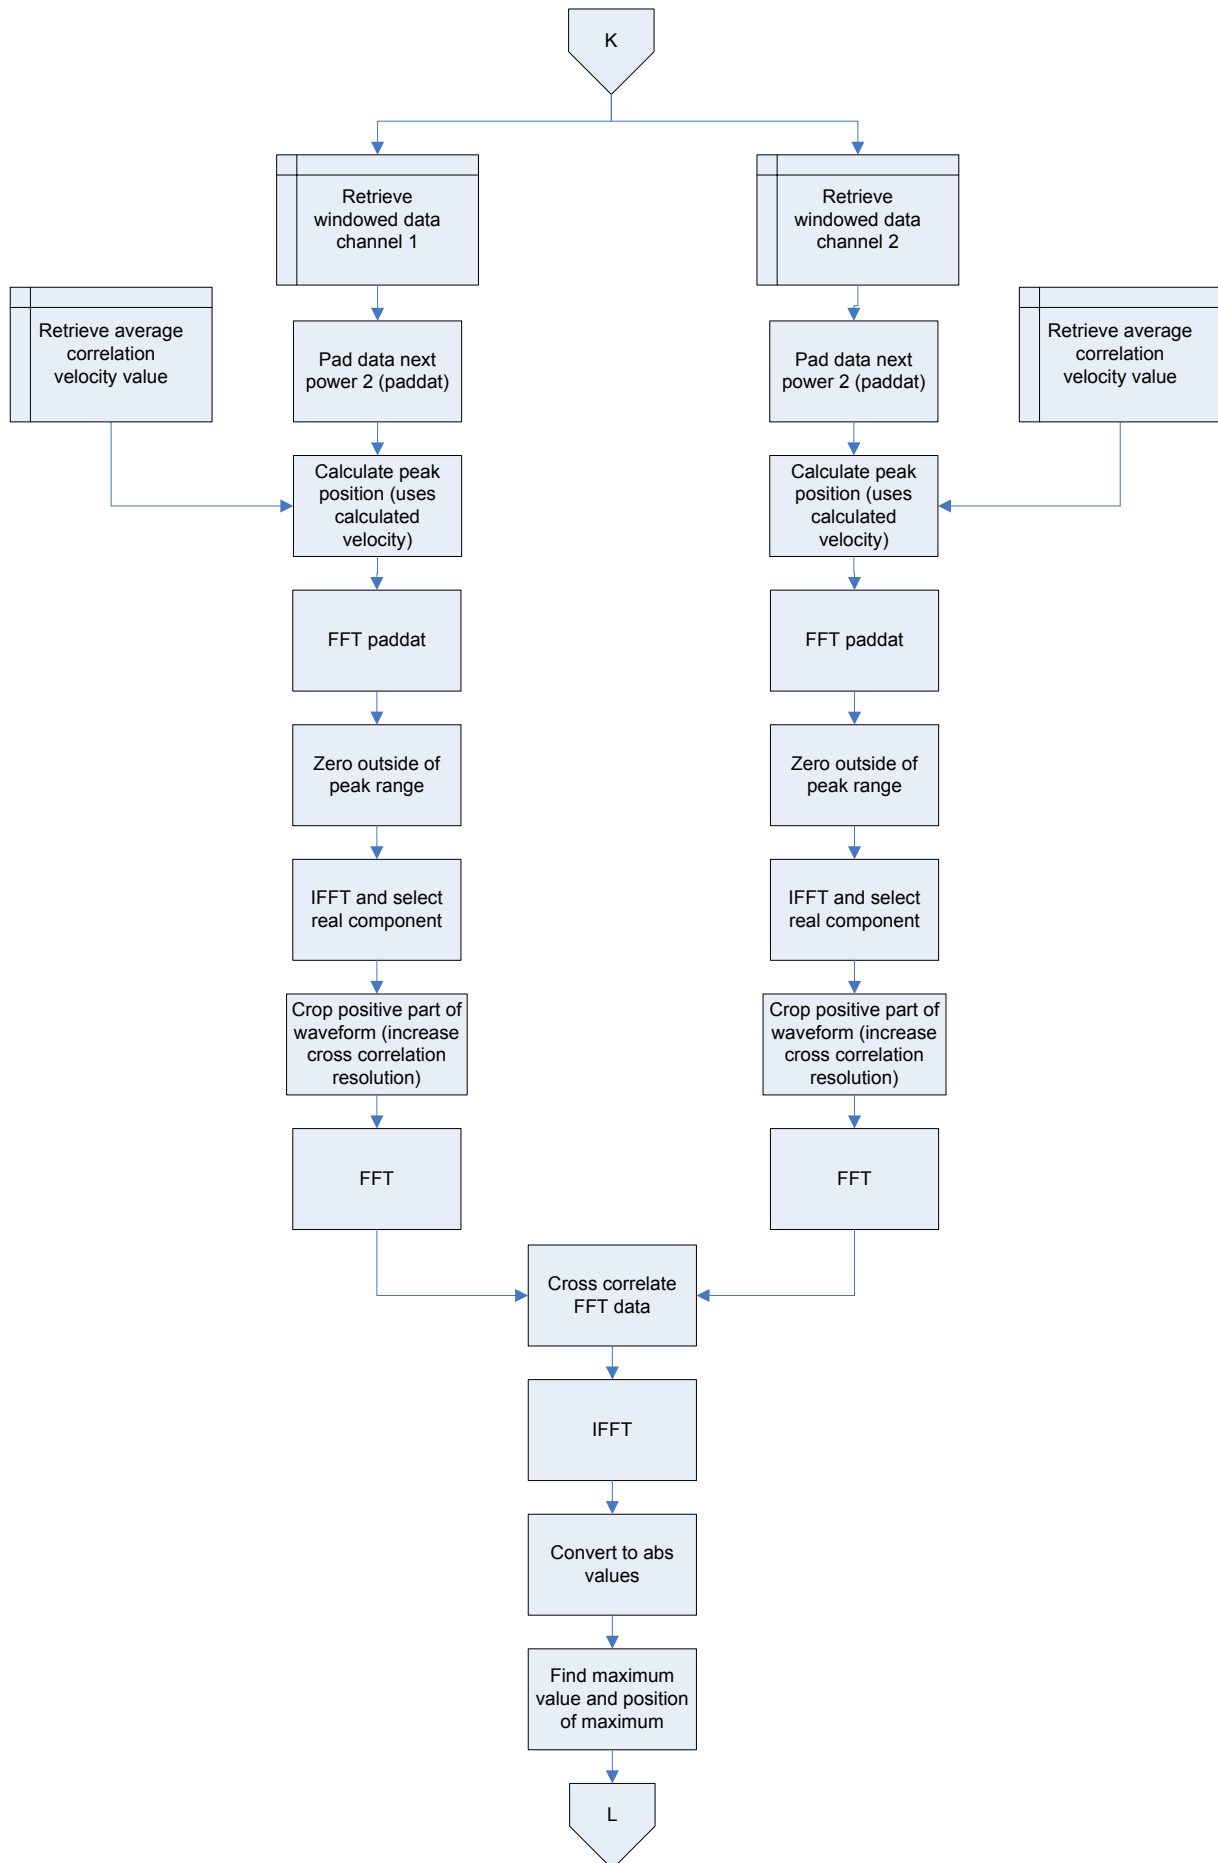 K
Retrieve
windowed data
channel 1
Retrieve
windowed data
channel 2
Retrieve average
correlation
velocity value
Pad data next
power 2 (paddat)
Pad data next
power 2 (paddat)
Retrieve average
correlation
velocity value
Calculate peak
position (uses
calculated
velocity)
Calculate peak
position (uses
calculated
velocity)
FFT paddat
FFT paddat
Zero outside of
peak range
Zero outside of
peak range
IFFT and select
real component
IFFT and select
real component
Crop positive part of
waveform (increase
cross correlation
resolution)
Crop positive part of
waveform (increase
cross correlation
resolution)
FFT
FFT
Cross correlate
FFT data
IFFT
Convert to abs
values
Find maximum
value and position
of maximum
L